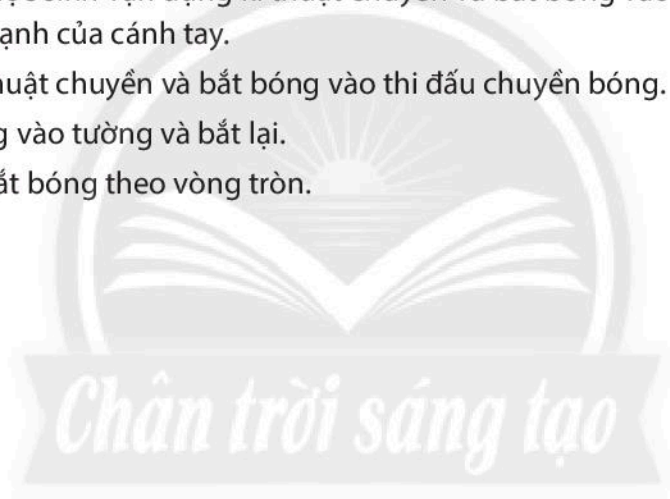 ạnh của cánh tay.
uật chuyền và bắt bóng vào thi đấu chuyền bóng.
vào tường và bắt lại.
ắt bóng theo vòng tròn.
Chân trời sáng tạo